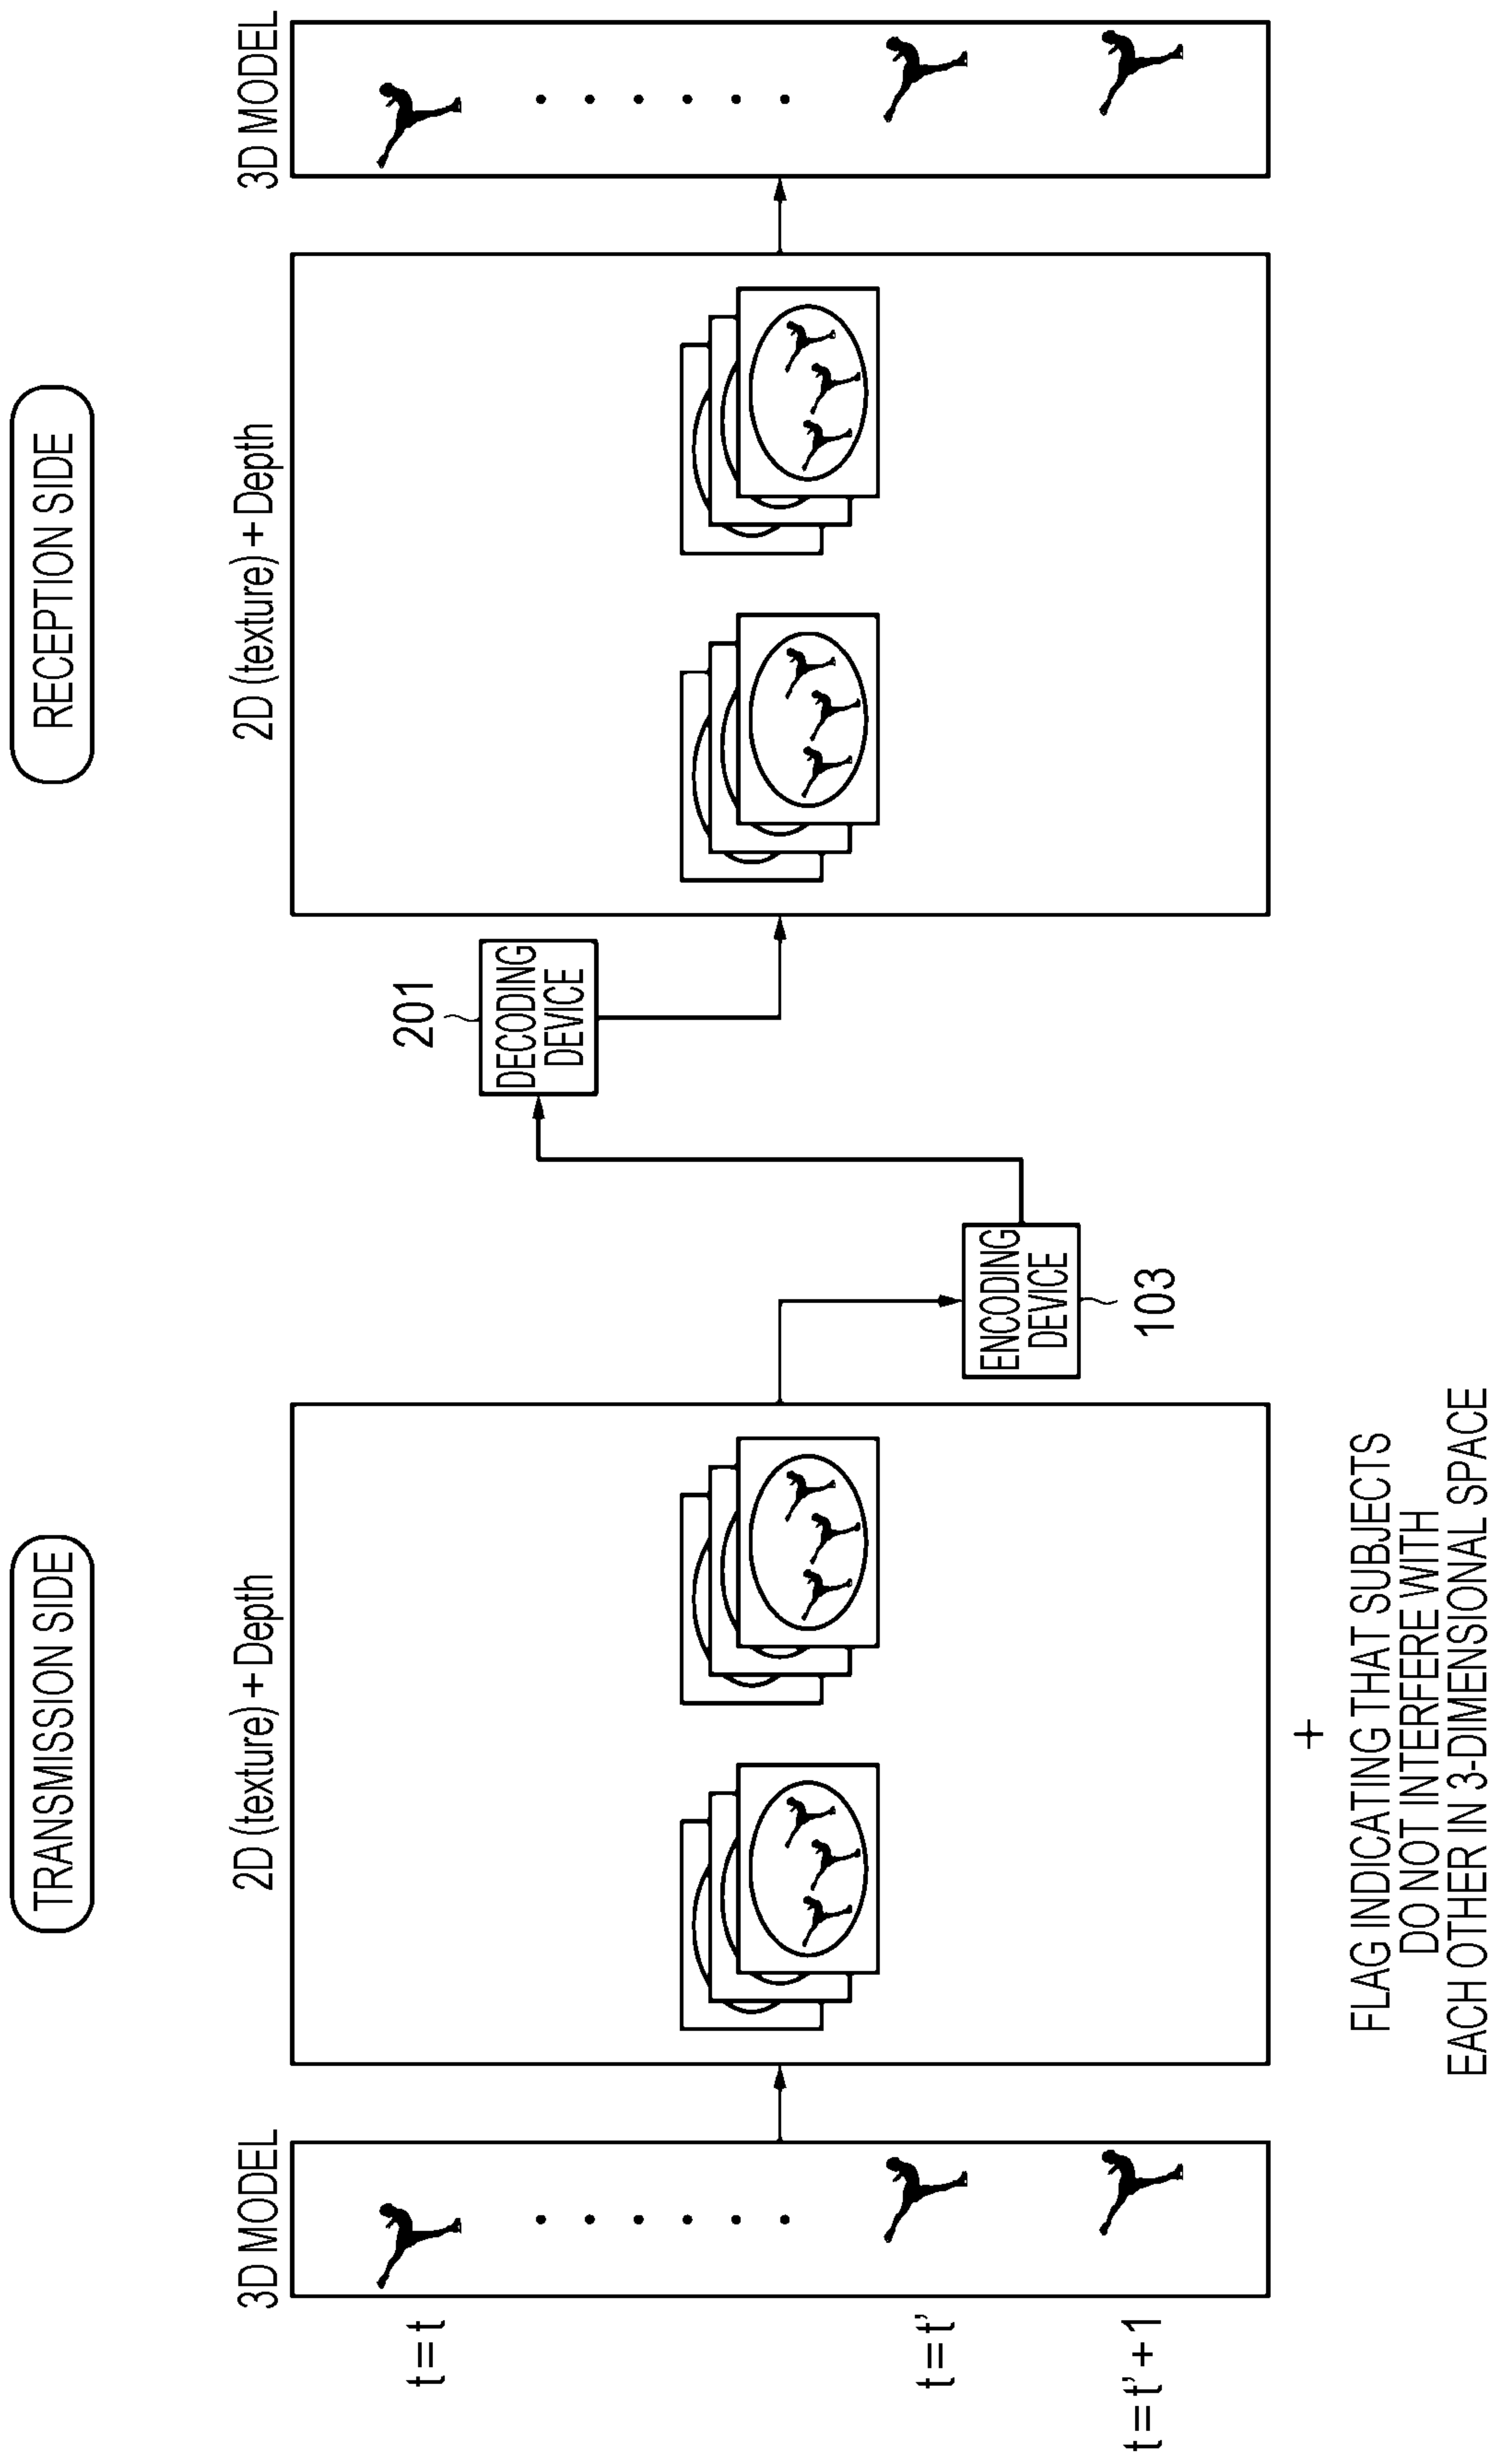 TRANSMISSION SIDE
RECEPTION SIDE
3D MODEL
2D (texture) + Depth
2D (texture) + Depth
3D MODEL
t = t
t = t'
t = t' + 1
ENCODING
DEVICE
103
201
DECODING
DEVICE
+
FLAG INDICATING THAT SUBJECTS
DO NOT INTERFERE WITH
EACH OTHER IN 3-DIMENSIONAL SPACE